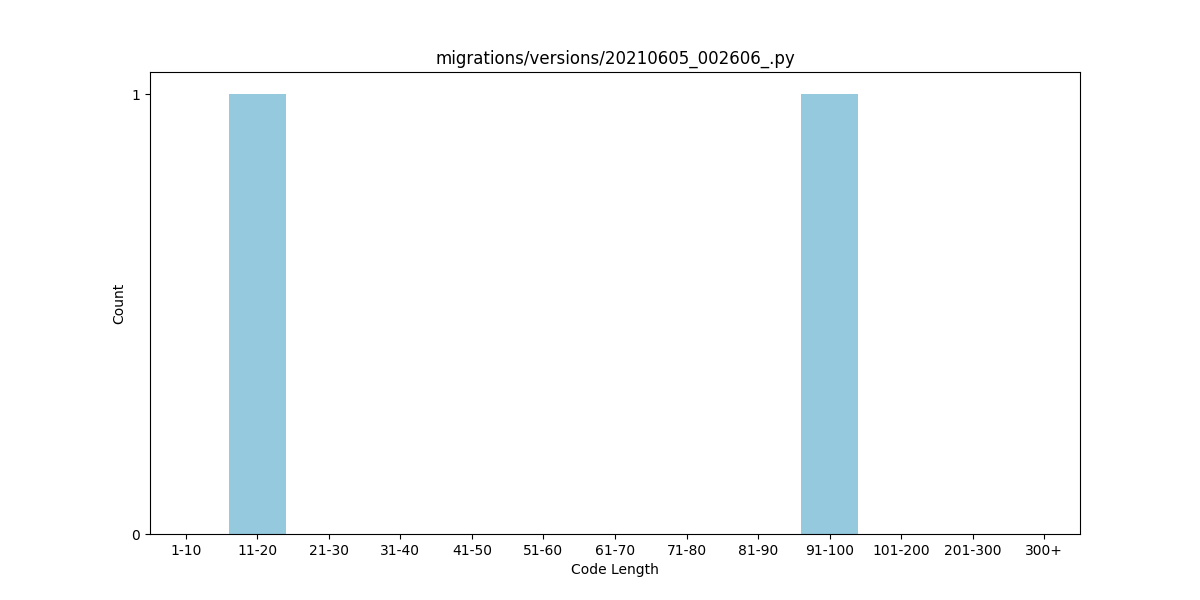 migrations/versions/20210605_002606_.py
Count
1
0
1-10 11-20 21-30 31-40 41-50 51-60 61-70 71-80 81-90 91-100 101-200 201-300 300+
Code Length